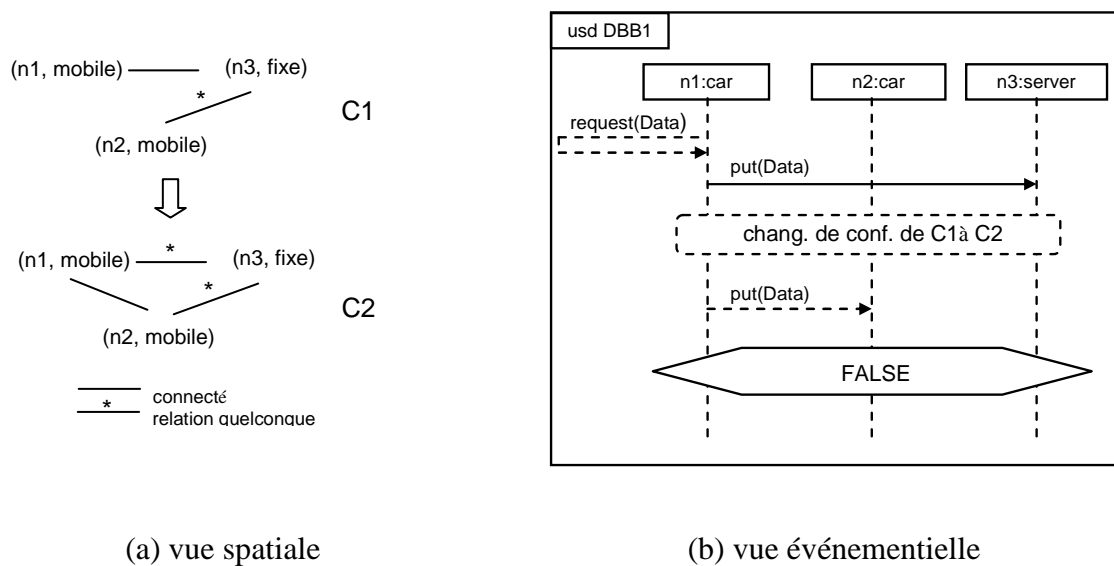 (n1, mobile)
(n3, fixe)
*
C1
(n2, mobile)
*
(n1, mobile)
(n3, fixe)
*
C2
(n2, mobile)
connecté
*
relation quelconque
(a) vue spatiale
usd DBB1
n1:car
n2:car
n3:server
request(Data)
put(Data)
chang. de conf. de C1à C2
put(Data)
FALSE
(b) vue événementielle